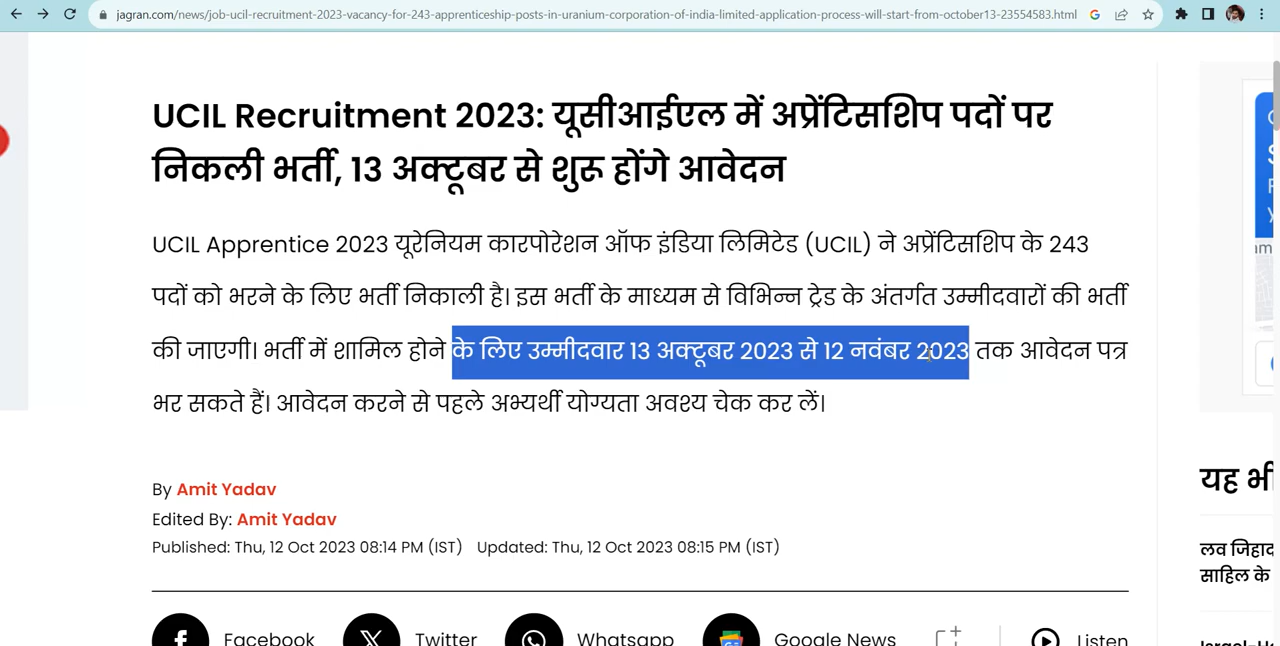 jagran.com/news/job-ucil-recruitment-2023-vacancy-for-243-apprenticeship-posts-in-uranium-corporation-of-india-limited-application-process-will-start-from-october13-23554583.html
UCIL Recruitment 2023: यूसीआईएल में अप्रेंटिसशिप पदों पर
निकली भर्ती, 13 अक्टूबर से शुरू होंगे आवेदन
UCIL Apprentice 2023 यूरेनियम कारपोरेशन ऑफ इंडिया लिमिटेड (UCIL) ने अप्रेंटिसशिप के 243
पदों को भरने के लिए भर्ती निकाली है। इस भर्ती के माध्यम से विभिन्न ट्रेड के अंतर्गत उम्मीदवारों की भर्ती
की जाएगी। भर्ती में शामिल होने के लिए उम्मीदवार 13 अक्टूबर 2023 से 12 नवंबर 2023 तक आवेदन पत्र
भर सकते हैं। आवेदन करने से पहले अभ्यर्थी योग्यता अवश्य चेक कर लें।
By Amit Yadav
Edited By: Amit Yadav
Published: Thu, 12 Oct 2023 08:14 PM (IST) Updated: Thu, 12 Oct 2023 08:15 PM (IST)
Facebook Twitter Whatsapp Google News Listen
यह भी
लव जिहाद
साहिल के